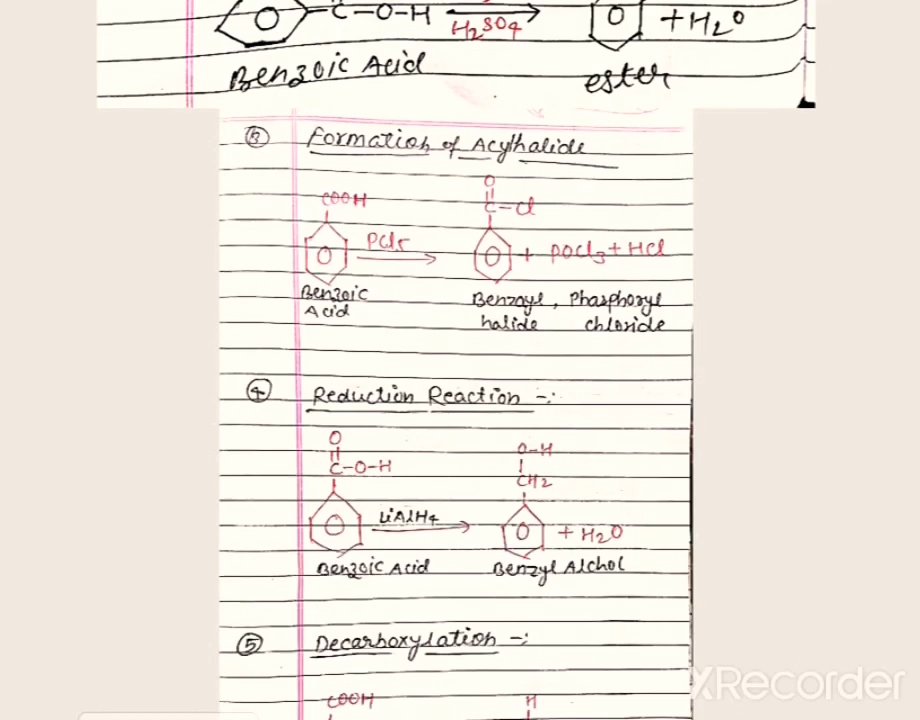 C-O-H
H2SO4
+H2O
Benzoic Acid
ester
③ Formation of Acylhalide
COOH
O
C-Cl
PCl5
+ POCl3+HCl
Benzoic
Acid
Benzoyl, Phasphoryl
halide chloride
④ Reduction Reaction -:
O
C-O-H
O-H
CH2
LiAlH4
+ H2O
Benzoic Acid
Benzyl Alchol
⑤ Decarboxylation -:
COOH
H
XRecorder